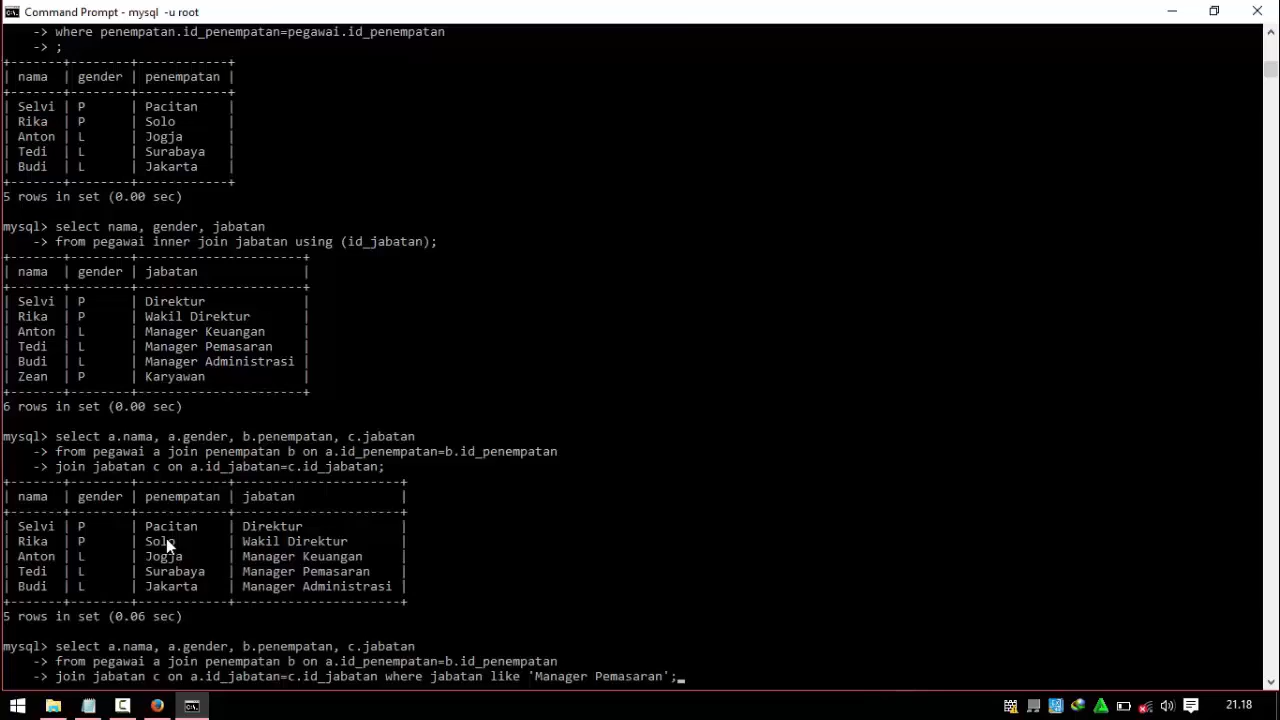 Command Prompt - mysql  -u root
    -> where penempatan.id_penempatan=pegawai.id_penempatan
    -> ;
+-------+--------+------------+
| nama  | gender | penempatan |
+-------+--------+------------+
| Selvi | P      | Pacitan    |
| Rika  | P      | Solo       |
| Anton | L      | Jogja      |
| Tedi  | L      | Surabaya   |
| Budi  | L      | Jakarta    |
+-------+--------+------------+
5 rows in set (0.00 sec)
mysql> select nama, gender, jabatan
    -> from pegawai inner join jabatan using (id_jabatan);
+-------+--------+----------------------+
| nama  | gender | jabatan              |
+-------+--------+----------------------+
| Selvi | P      | Direktur             |
| Rika  | P      | Wakil Direktur       |
| Anton | L      | Manager Keuangan     |
| Tedi  | L      | Manager Pemasaran    |
| Budi  | L      | Manager Administrasi |
| Zean  | P      | Karyawan             |
+-------+--------+----------------------+
6 rows in set (0.00 sec)
mysql> select a.nama, a.gender, b.penempatan, c.jabatan
    -> from pegawai a join penempatan b on a.id_penempatan=b.id_penempatan
    -> join jabatan c on a.id_jabatan=c.id_jabatan;
+-------+--------+------------+----------------------+
| nama  | gender | penempatan | jabatan              |
+-------+--------+------------+----------------------+
| Selvi | P      | Pacitan    | Direktur             |
| Rika  | P      | Solo       | Wakil Direktur       |
| Anton | L      | Jogja      | Manager Keuangan     |
| Tedi  | L      | Surabaya   | Manager Pemasaran    |
| Budi  | L      | Jakarta    | Manager Administrasi |
+-------+--------+------------+----------------------+
5 rows in set (0.06 sec)
mysql> select a.nama, a.gender, b.penempatan, c.jabatan
    -> from pegawai a join penempatan b on a.id_penempatan=b.id_penempatan
    -> join jabatan c on a.id_jabatan=c.id_jabatan where jabatan like 'Manager Pemasaran';_
21.18